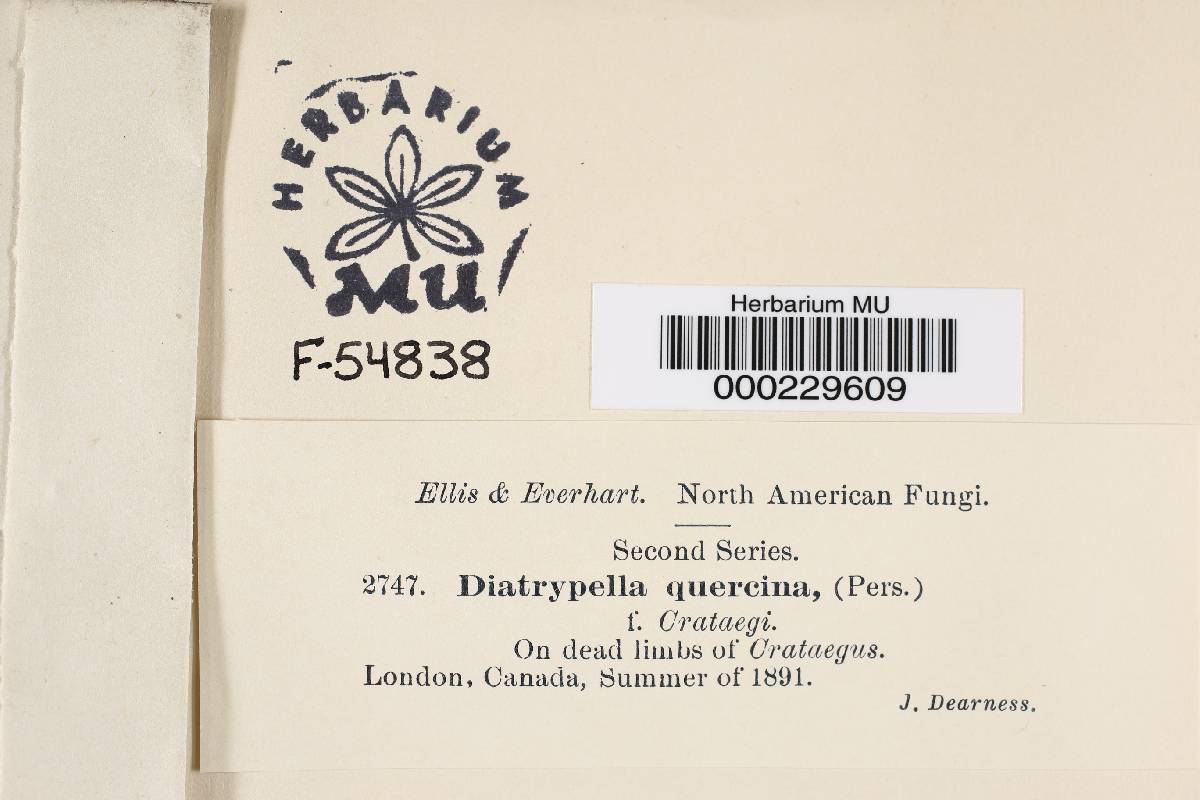 HERBARIUM
MU
F-54838
Herbarium MU
000229609
Ellis & Everhart. North American Fungi.
Second Series.
2747. Diatrypella quercina, (Pers.)
f. Crataegi.
On dead limbs of Crataegus.
London, Canada, Summer of 1891.
J. Dearness.